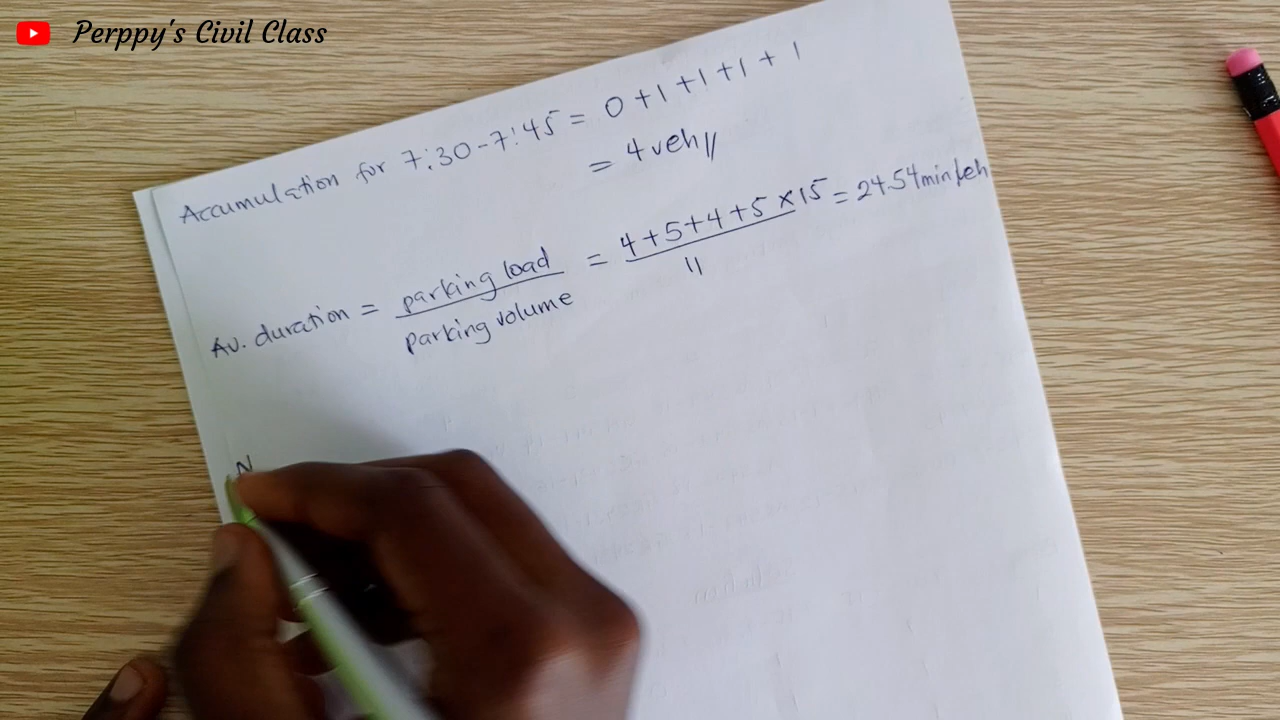 Perppy's Civil Class
Accumulation for 7:30-7:45 = 0+1+1+1+1
= 4veh//
Av. duration = parking load / parking volume = 4+5+4+5 ×15 / 11 = 24.54min/veh
N